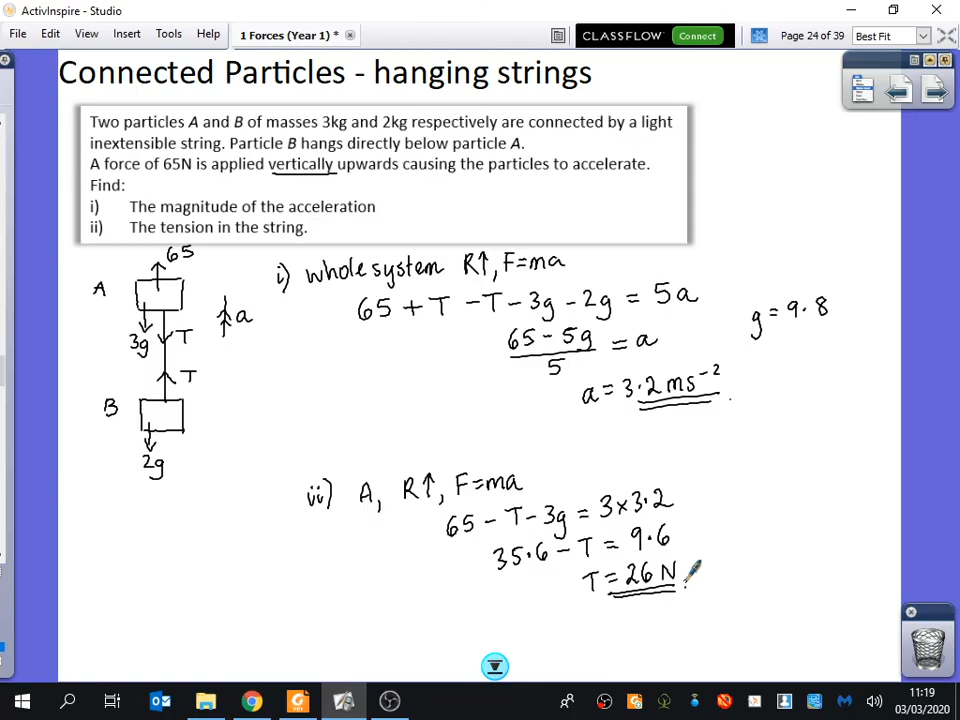 ActivInspire - Studio
File Edit View Insert Tools Help
1 Forces (Year 1) *
CLASSFLOW Connect
Page 24 of 39
Best Fit
Connected Particles - hanging strings
Two particles A and B of masses 3kg and 2kg respectively are connected by a light
inextensible string. Particle B hangs directly below particle A.
A force of 65N is applied vertically upwards causing the particles to accelerate.
Find:
i) The magnitude of the acceleration
ii) The tension in the string.
65
A
3g
T
a
T
B
2g
i) whole system R↑, F=ma
65 + T - T - 3g - 2g = 5a
65 - 5g = a
5
a = 3.2 ms⁻²
g = 9.8
ii) A, R↑, F=ma
65 - T - 3g = 3 × 3.2
35.6 - T = 9.6
T = 26 N
11:19
03/03/2020